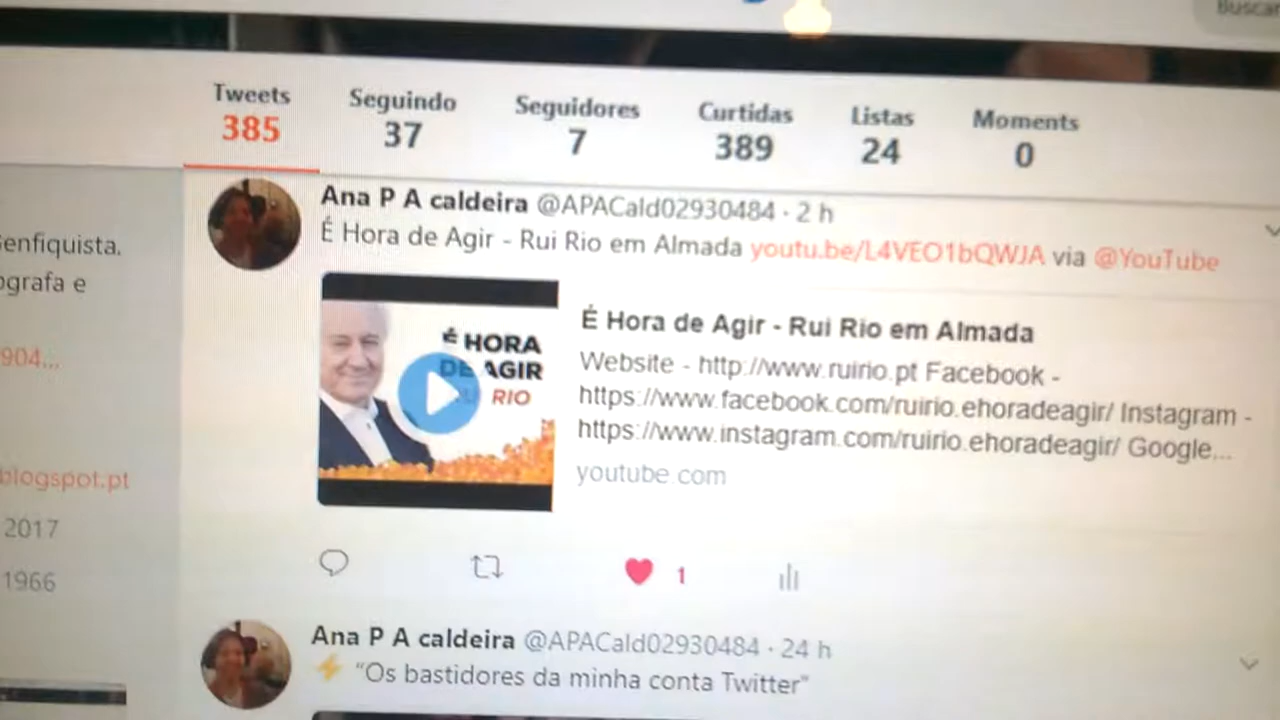 Buscar
Tweets Seguindo Seguidores Curtidas Listas Moments
385 37 7 389 24 0
enfiquista.
ografa e
904...
blogspot.pt
2017
1966
Ana P A caldeira @APACald02930484 · 2 h
É Hora de Agir - Rui Rio em Almada youtu.be/L4VEO1bQWJA via @YouTube
É HORA
DE AGIR
RIO
É Hora de Agir - Rui Rio em Almada
Website - http://www.ruirio.pt Facebook -
https://www.facebook.com/ruirio.ehoradeagir/ Instagram -
https://www.instagram.com/ruirio.ehoradeagir/ Google...
youtube.com
1
Ana P A caldeira @APACald02930484 · 24 h
"Os bastidores da minha conta Twitter"